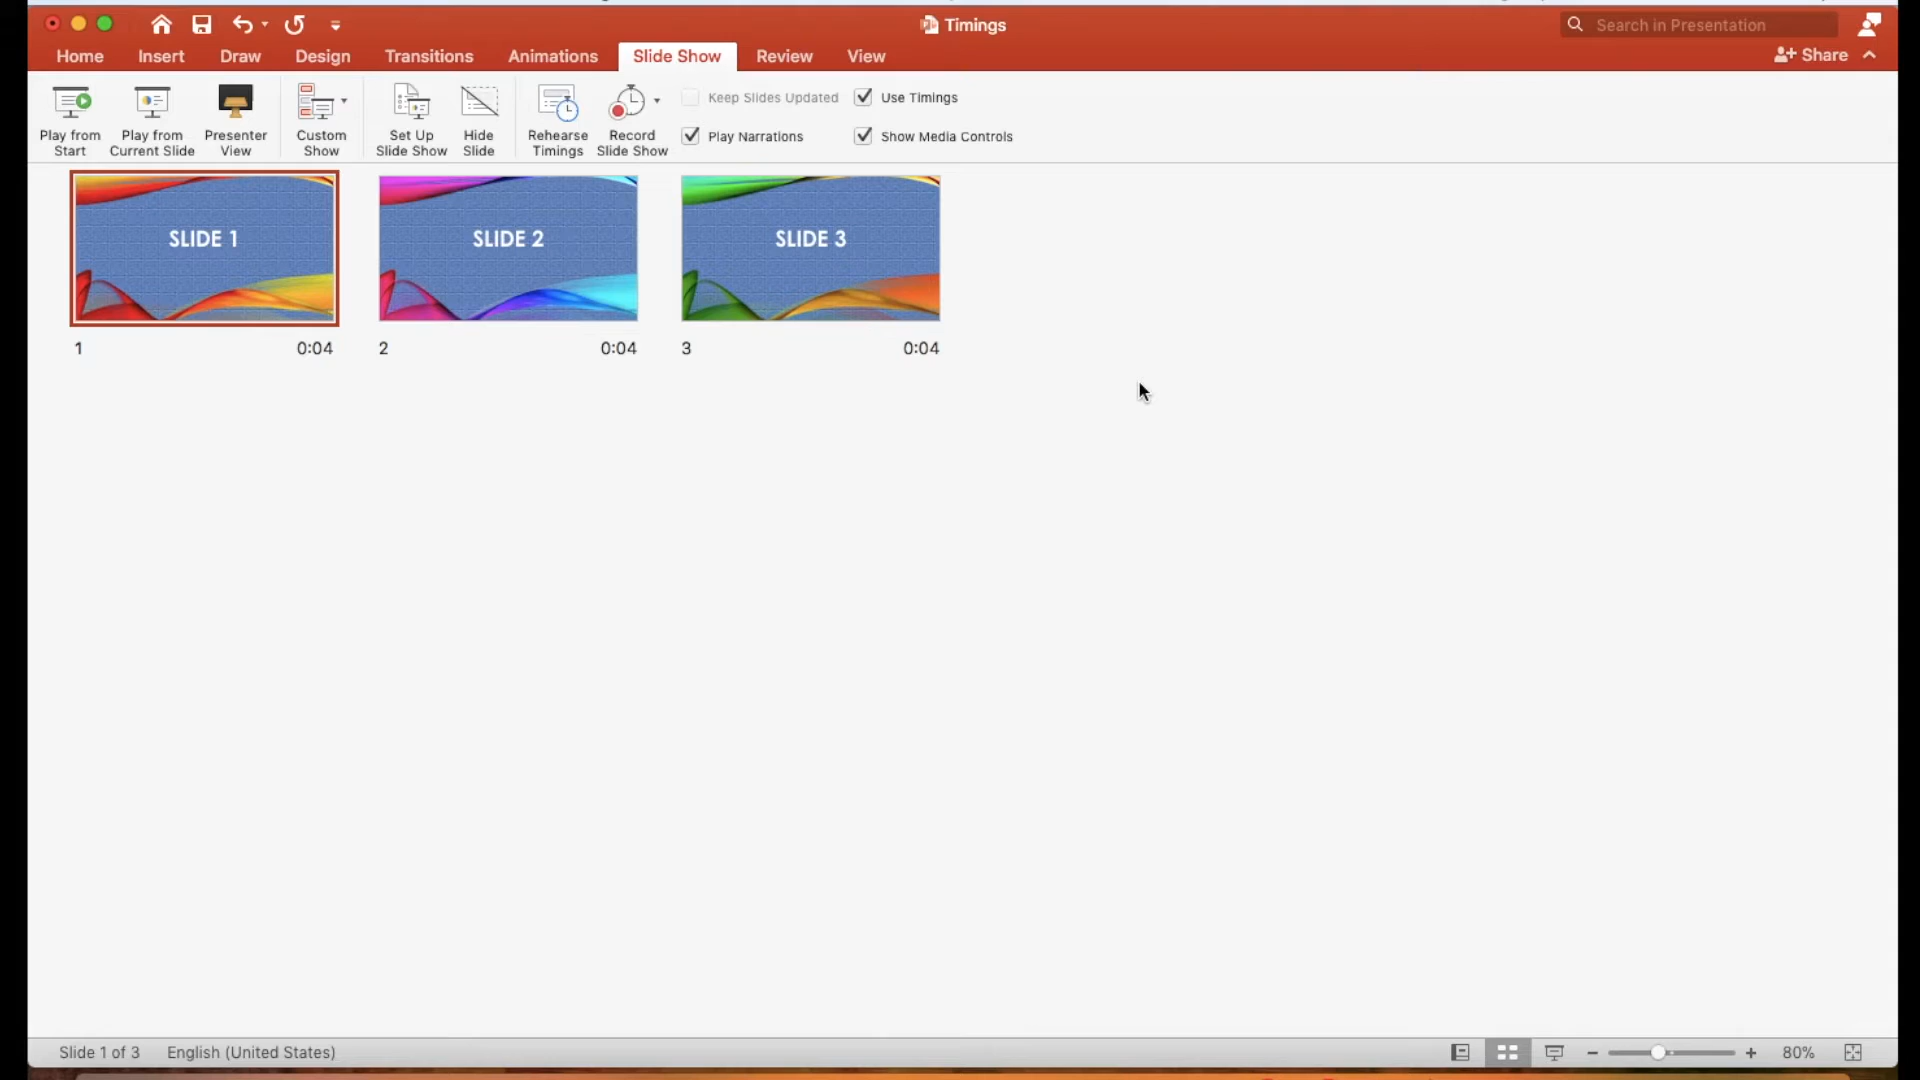 Timings
Search in Presentation
Home Insert Draw Design Transitions Animations Slide Show Review View Share
Play from Start
Play from Current Slide
Presenter View
Custom Show
Set Up Slide Show
Hide Slide
Rehearse Timings
Record Slide Show
Keep Slides Updated
Use Timings
Play Narrations
Show Media Controls
SLIDE 1
SLIDE 2
SLIDE 3
1 0:04 2 0:04 3 0:04
Slide 1 of 3 English (United States) 80%